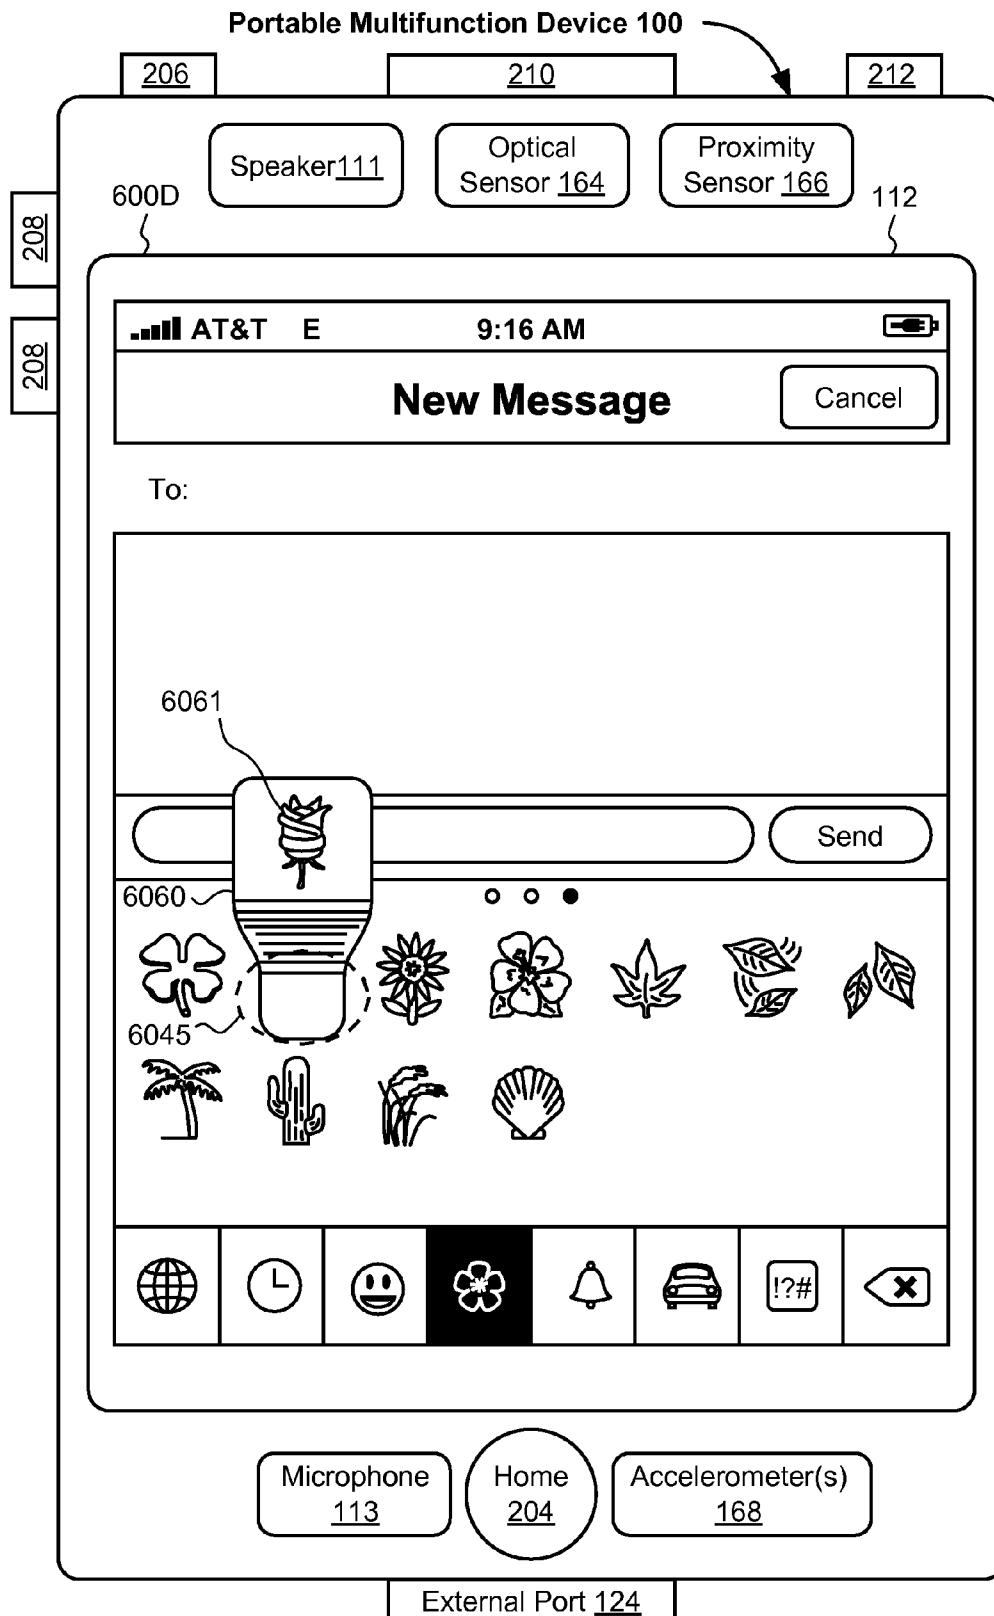 Portable Multifunction Device 100
206
210
212
Speaker 111
Optical
Sensor 164
Proximity
Sensor 166
600D
112
208
208
AT&T E 9:16 AM
New Message
Cancel
To:
6061
Send
6060
6045
!?#
Microphone
113
Home
204
Accelerometer(s)
168
External Port 124